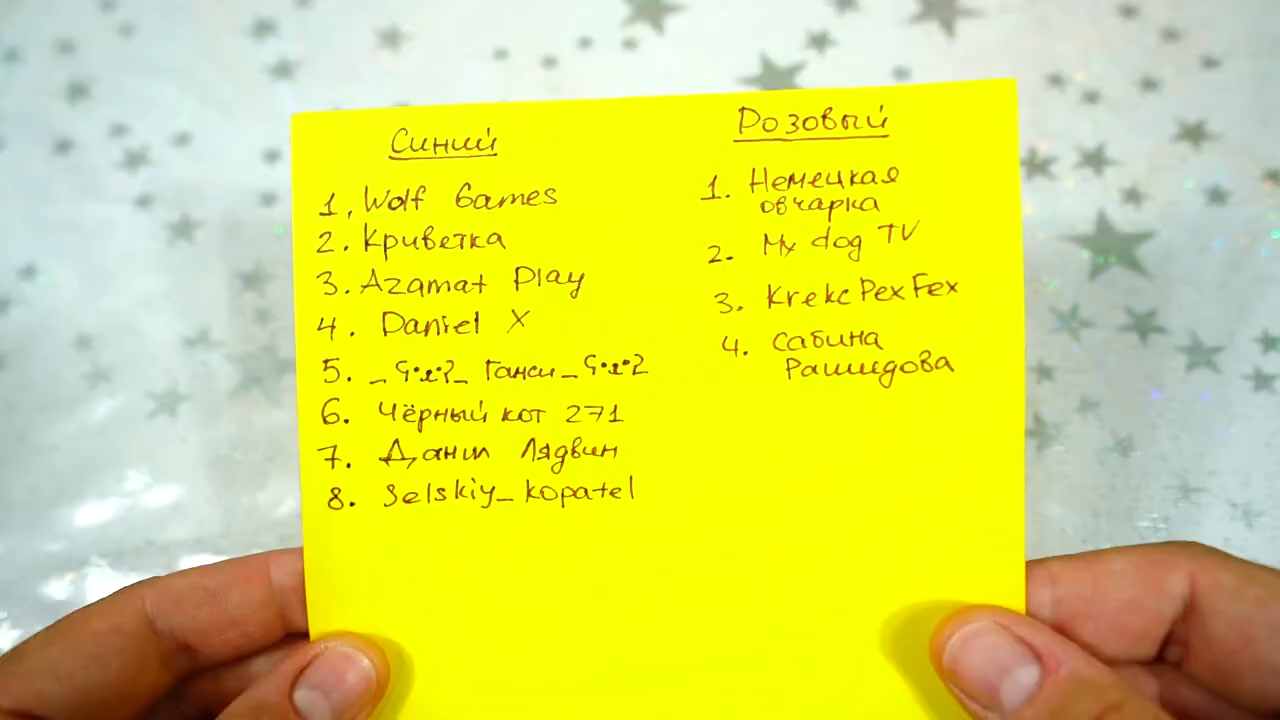 Синий
1. Wolf Games
2. Криветка
3. Azamat Play
4. Daniel X
5. Ганси
6. Чёрный кот 271
7. Данил Лядвин
8. Selskiy_kopatel
Розовый
1. Немецкая
овчарка
2. My dog TV
3. KrekcPexFex
4. Сабина
Рашидова